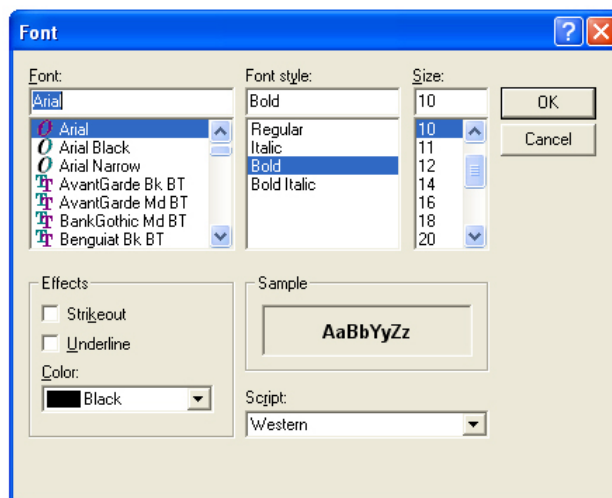 Font
Font: Font style: Size:
Arial Bold 10 OK
Arial Regular 10 Cancel
Arial Black Italic 11
Arial Narrow Bold 12
AvantGarde Bk BT Bold Italic 14
AvantGarde Md BT 16
BankGothic Md BT 18
Benguiat Bk BT 20
Effects Sample
Strikeout
Underline AaBbYyZz
Color:
Black Script:
Western